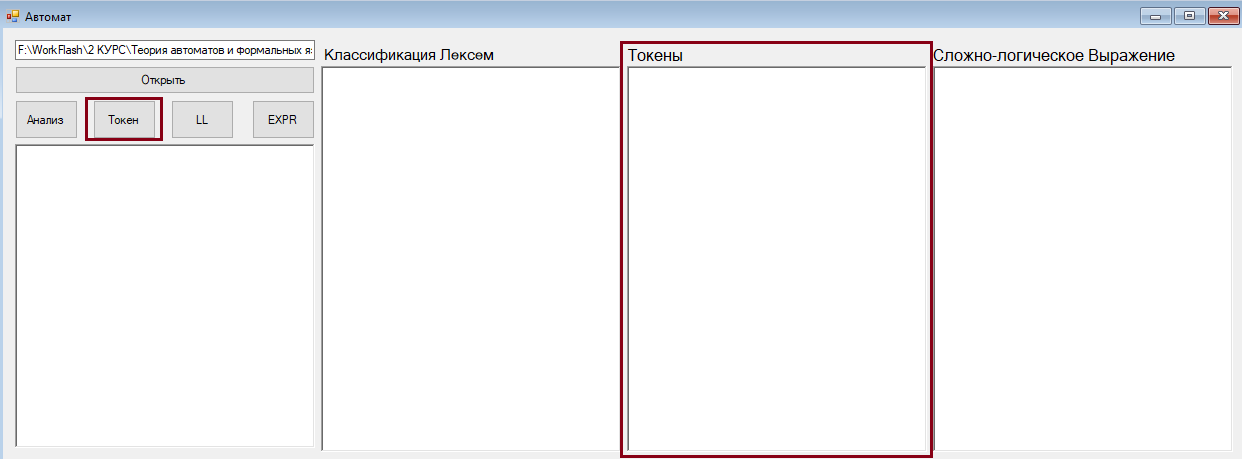 Автомат
F:\WorkFlash\2 КУРС\Теория автоматов и формальных я
Открыть
Анализ
Токен
LL
EXPR
Классификация Лексем
Токены
Сложно-логическое Выражение